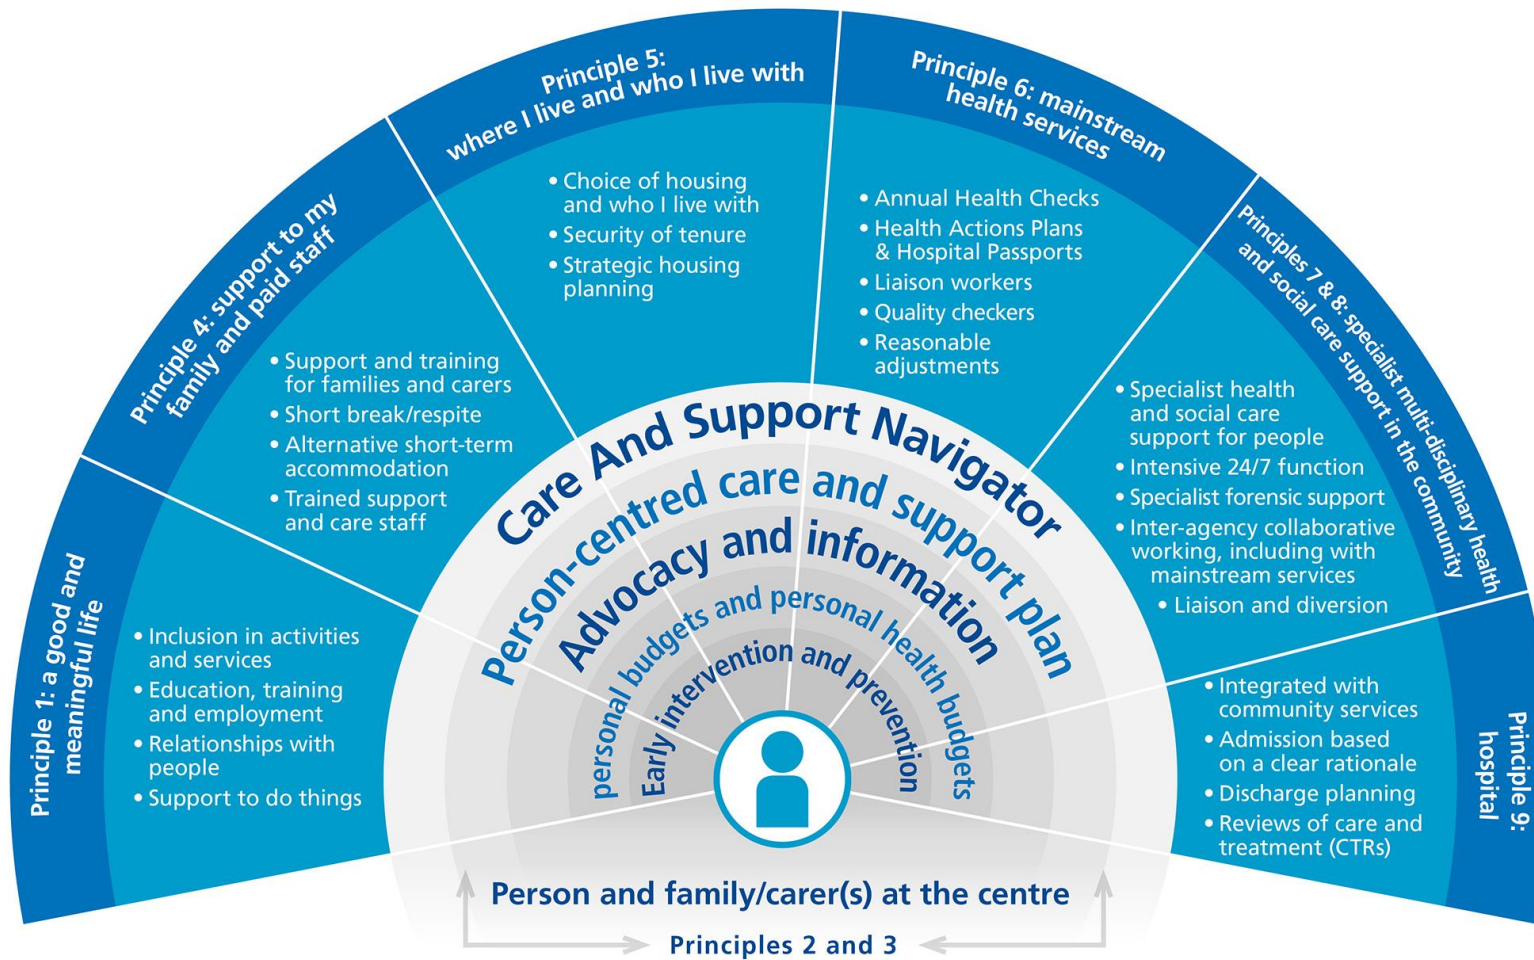 Principle 1: a good and
meaningful life
• Inclusion in activities
and services
• Education, training
and employment
• Relationships with
people
• Support to do things
Principle 4: support to my
family and paid staff
• Support and training
for families and carers
• Short break/respite
• Alternative short-term
accommodation
• Trained support
and care staff
Principle 5:
where I live and who I live with
• Choice of housing
and who I live with
• Security of tenure
• Strategic housing
planning
Principle 6: mainstream
health services
• Annual Health Checks
• Health Actions Plans
& Hospital Passports
• Liaison workers
• Quality checkers
• Reasonable
adjustments
Principles 7 & 8: specialist multi-disciplinary health
and social care support in the community
• Specialist health
and social care
support for people
• Intensive 24/7 function
• Specialist forensic support
• Inter-agency collaborative
working, including with
mainstream services
• Liaison and diversion
Principle 9:
hospital
• Integrated with
community services
• Admission based
on a clear rationale
• Discharge planning
• Reviews of care and
treatment (CTRs)
Care And Support Navigator
Person-centred care and support plan
Advocacy and information
personal budgets and personal health budgets
Early intervention and prevention
Person and family/carer(s) at the centre
Principles 2 and 3